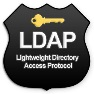 LDAP
Lightweight Directory
Access Protocol